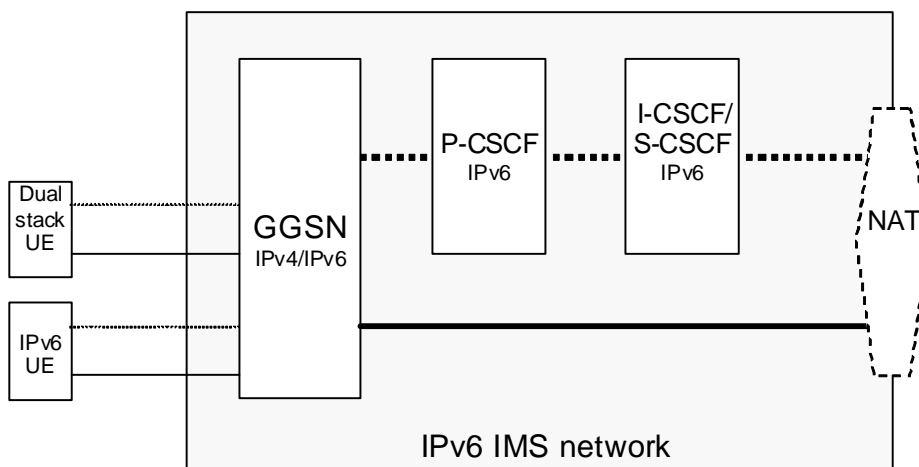 Dual
stack
UE
IPv6
UE
GGSN
IPv4/IPv6
P-CSCF
IPv6
I-CSCF/
S-CSCF
IPv6
NAT
IPv6 IMS network